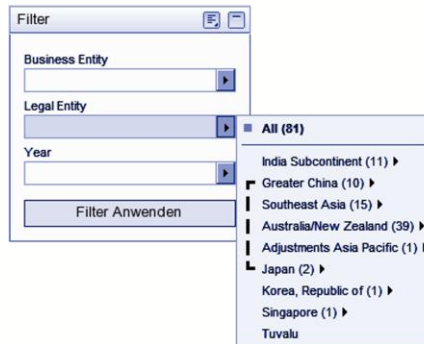 Filter
Business Entity
Legal Entity
Year
Filter Anwenden
All (81)
India Subcontinent (11)
Greater China (10)
Southeast Asia (15)
Australia/New Zealand (39)
Adjustments Asia Pacific (1)
Japan (2)
Korea, Republic of (1)
Singapore (1)
Tuvalu